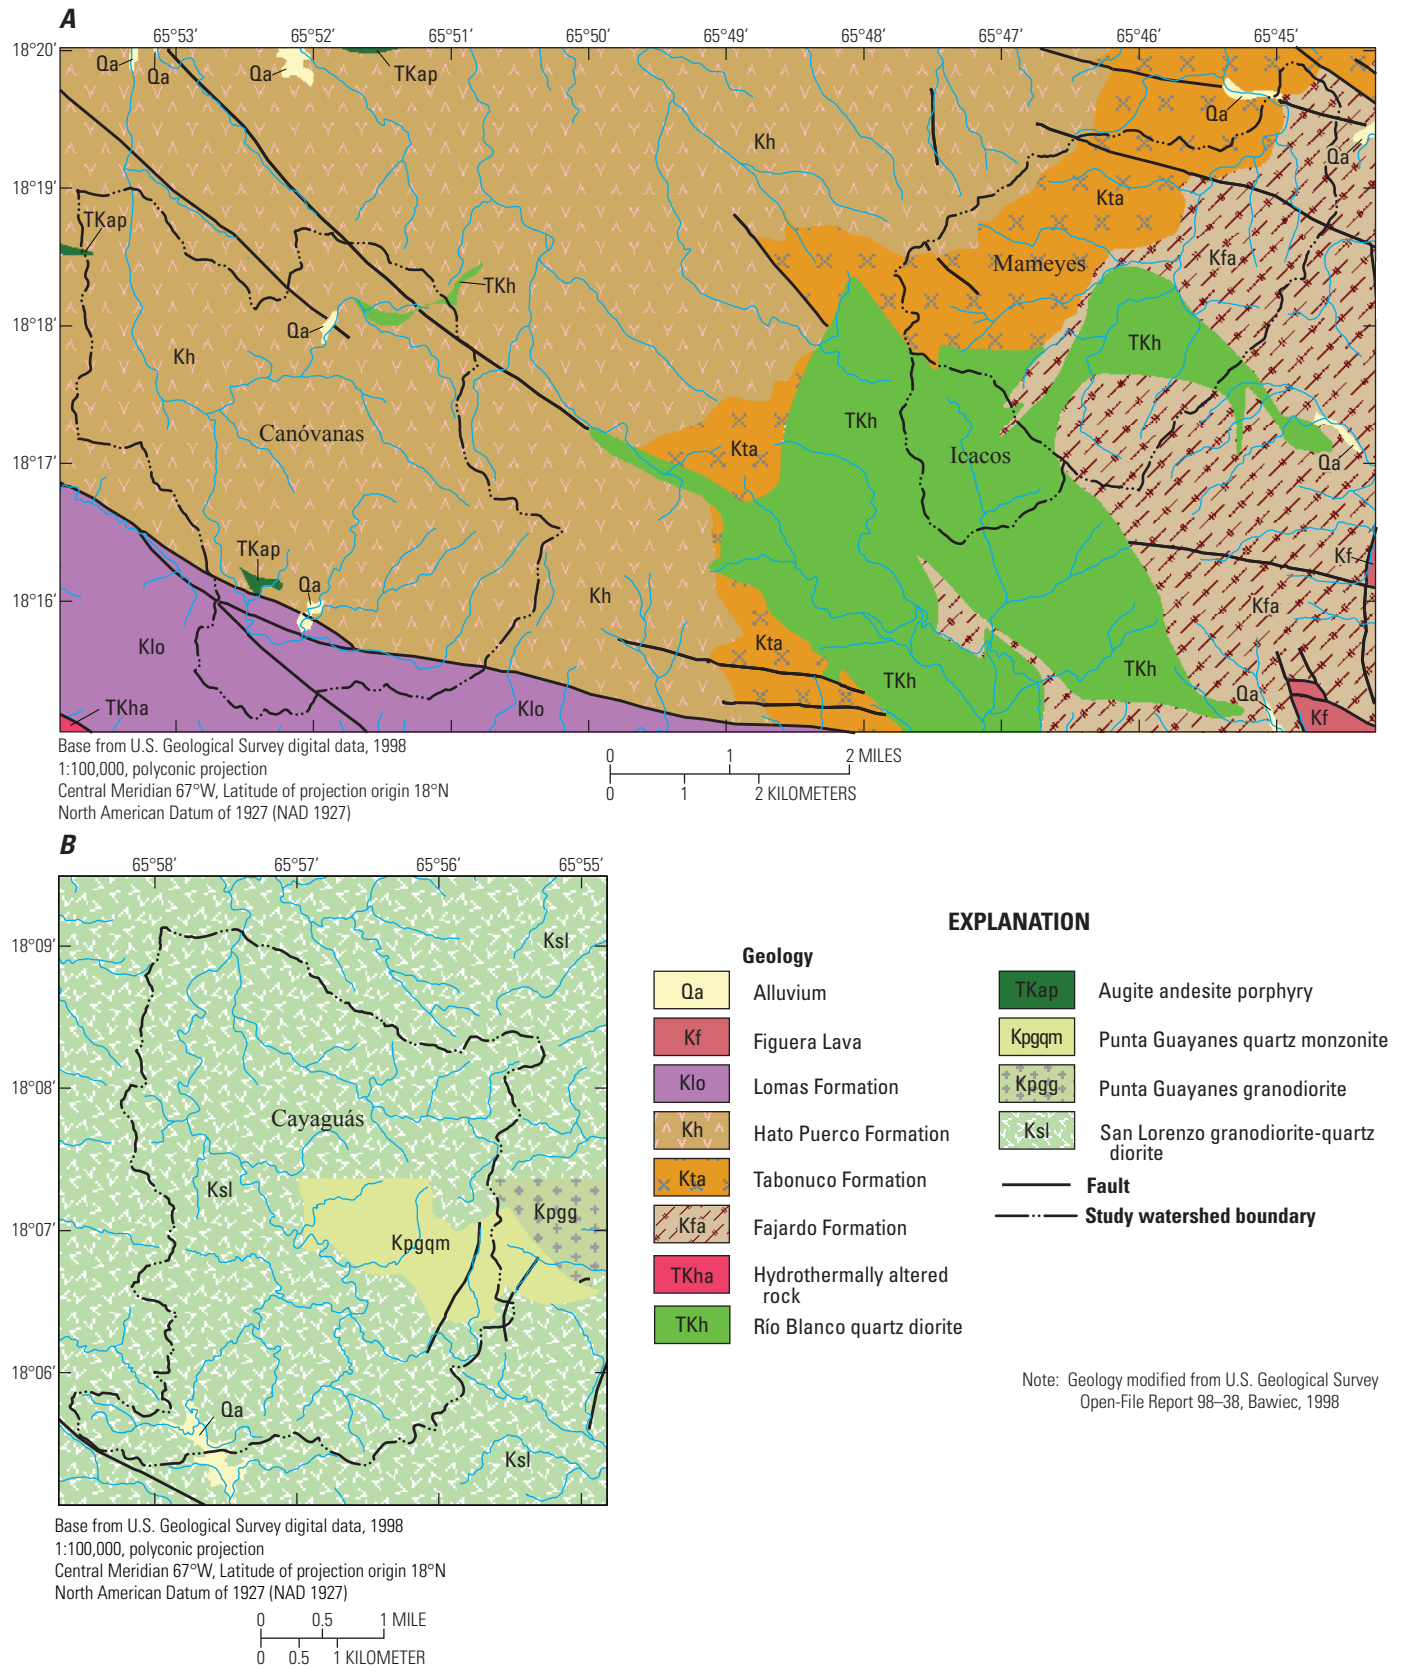 A
65°53′ 65°52′ 65°51′ 65°50′ 65°49′ 65°48′ 65°47′ 65°46′ 65°45′
18°20′
Qa Qa Qa TKap
Qa
Kh
Qa
18°19′
TKap
Kta
Mameyes
Kfa
TKh
18°18′
Qa
Kh
TKh
TKh
Canóvanas
Kta
Icacos
18°17′
Qa
TKap
Qa
Kf
18°16′
Kh
Kfa
Klo
Kta
TKh
TKh
Qa
TKha
Klo
Kf
Base from U.S. Geological Survey digital data, 1998
1:100,000, polyconic projection
Central Meridian 67°W, Latitude of projection origin 18°N
North American Datum of 1927 (NAD 1927)
0 1 2 MILES
0 1 2 KILOMETERS
B
65°58′ 65°57′ 65°56′ 65°55′
18°09′
Ksl
18°08′
Cayaguás
Ksl
18°07′
Kpgg
Kpgqm
18°06′
Qa
Ksl
Base from U.S. Geological Survey digital data, 1998
1:100,000, polyconic projection
Central Meridian 67°W, Latitude of projection origin 18°N
North American Datum of 1927 (NAD 1927)
0 0.5 1 MILE
0 0.5 1 KILOMETER
EXPLANATION
Geology
Qa Alluvium
Kf Figuera Lava
Klo Lomas Formation
Kh Hato Puerco Formation
Kta Tabonuco Formation
Kfa Fajardo Formation
TKha Hydrothermally altered
rock
TKh Río Blanco quartz diorite
TKap Augite andesite porphyry
Kpgqm Punta Guayanes quartz monzonite
Kpgg Punta Guayanes granodiorite
Ksl San Lorenzo granodiorite-quartz
diorite
Fault
Study watershed boundary
Note: Geology modified from U.S. Geological Survey
Open-File Report 98–38, Bawiec, 1998